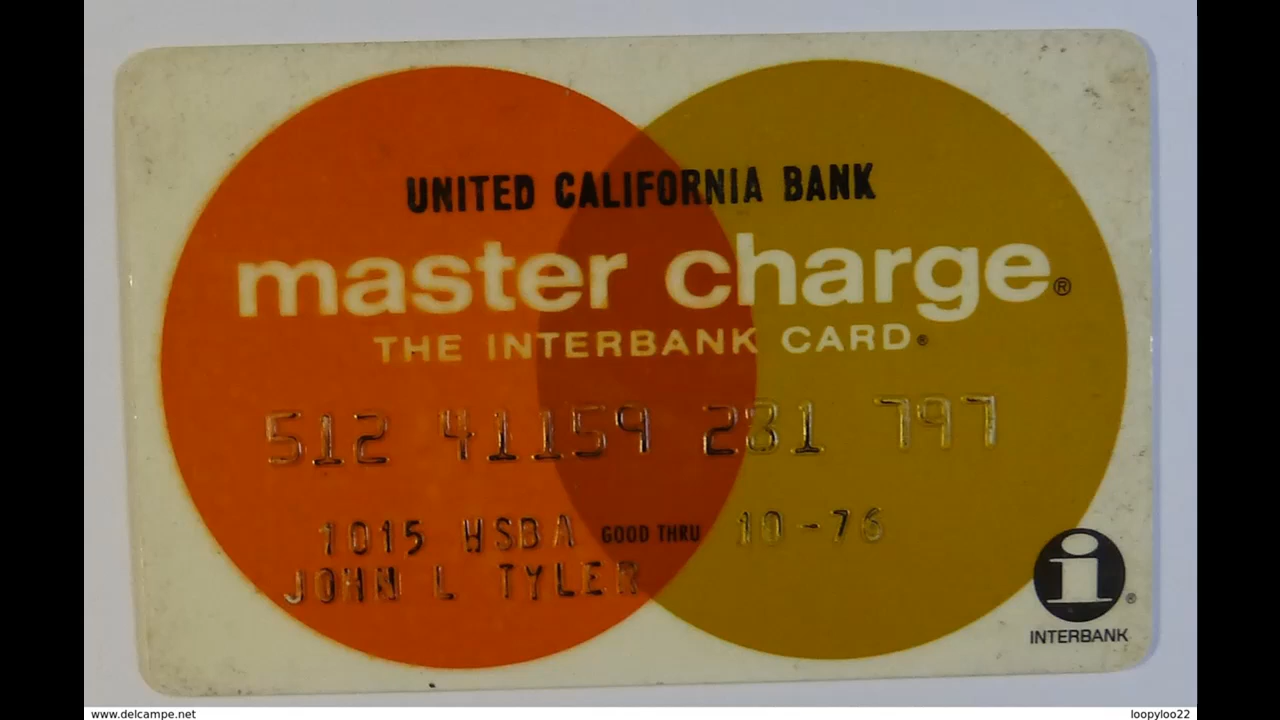 UNITED CALIFORNIA BANK
master charge®
THE INTERBANK CARD®
512 41159 231 797
1015 WSBA GOOD THRU 10-76
JOHN L TYLER
i®
INTERBANK
www.delcampe.net
loopyloo22